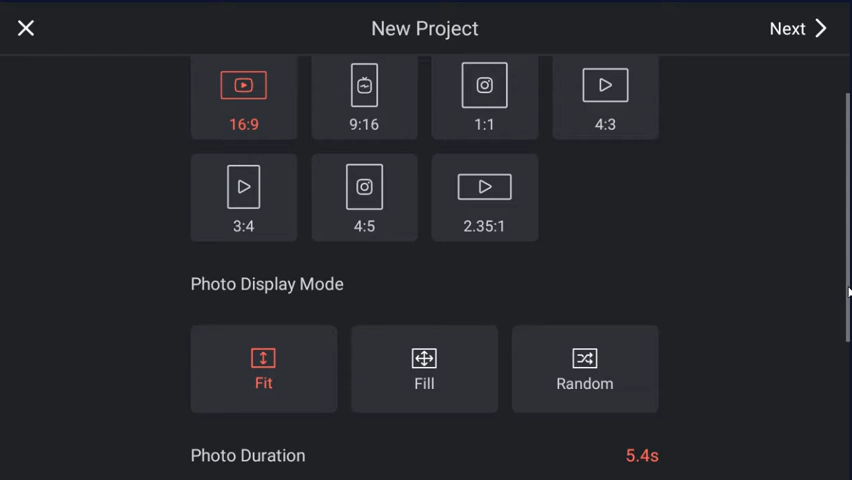 New Project
Next
16:9
9:16
1:1
4:3
3:4
4:5
2.35:1
Photo Display Mode
Fit
Fill
Random
Photo Duration
5.4s